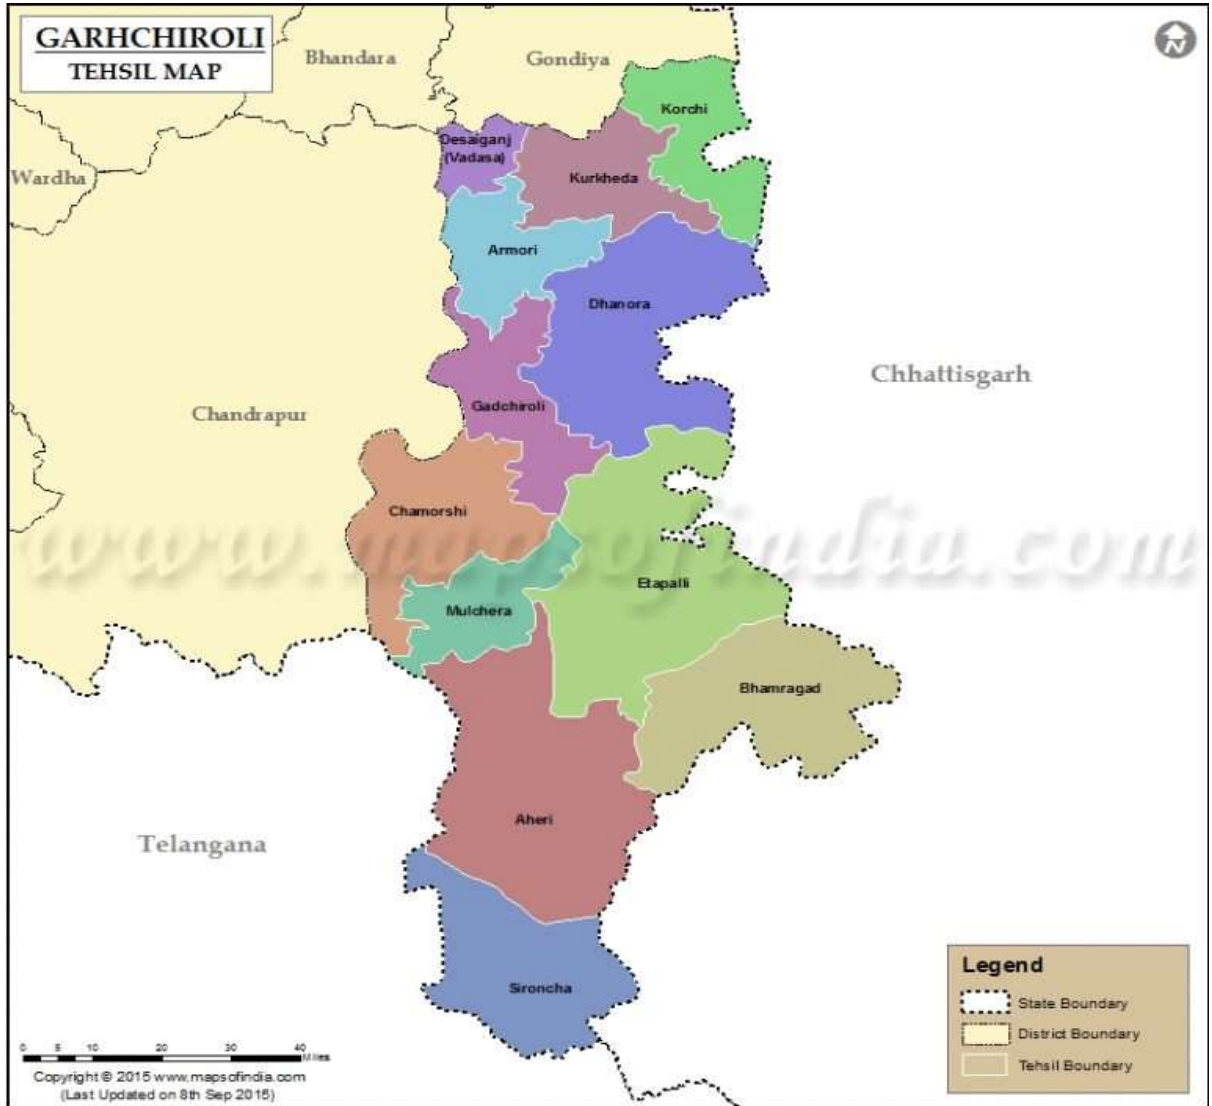 GARHCHIROLI
TEHSIL MAP
Bhandara
Gondiya
N
Korchi
Desaiganj
(Vadasa)
Wardha
Kurkheda
Armori
Dhanora
Chhattisgarh
Chandrapur
Gadchiroli
Chamorshi
www.mapsofindia.com
Etapalli
Mulchera
Bhamragad
Aheri
Telangana
Sironcha
Legend
State Boundary
District Boundary
Tehsil Boundary
0 5 10 20 30 40 Miles
Copyright © 2015 www.mapsofindia.com
(Last Updated on 8th Sep 2015)